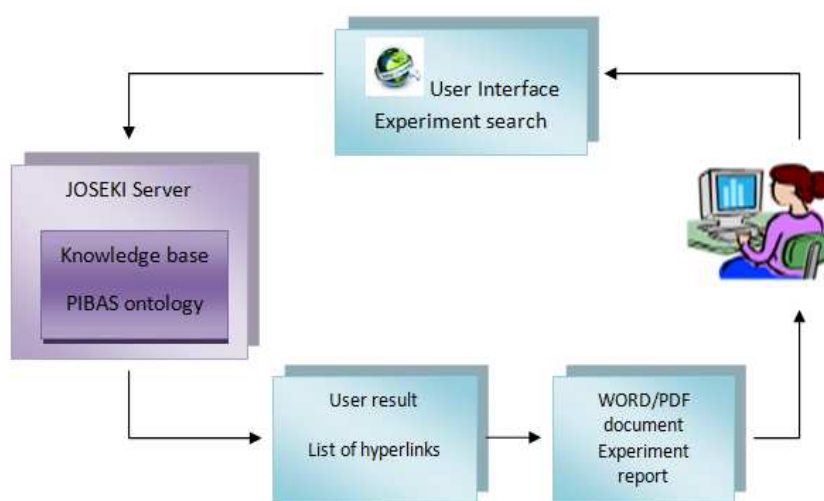 User Interface
Experiment search
JOSEKI Server
Knowledge base
PIBAS ontology
User result
List of hyperlinks
WORD/PDF
document
Experiment
report